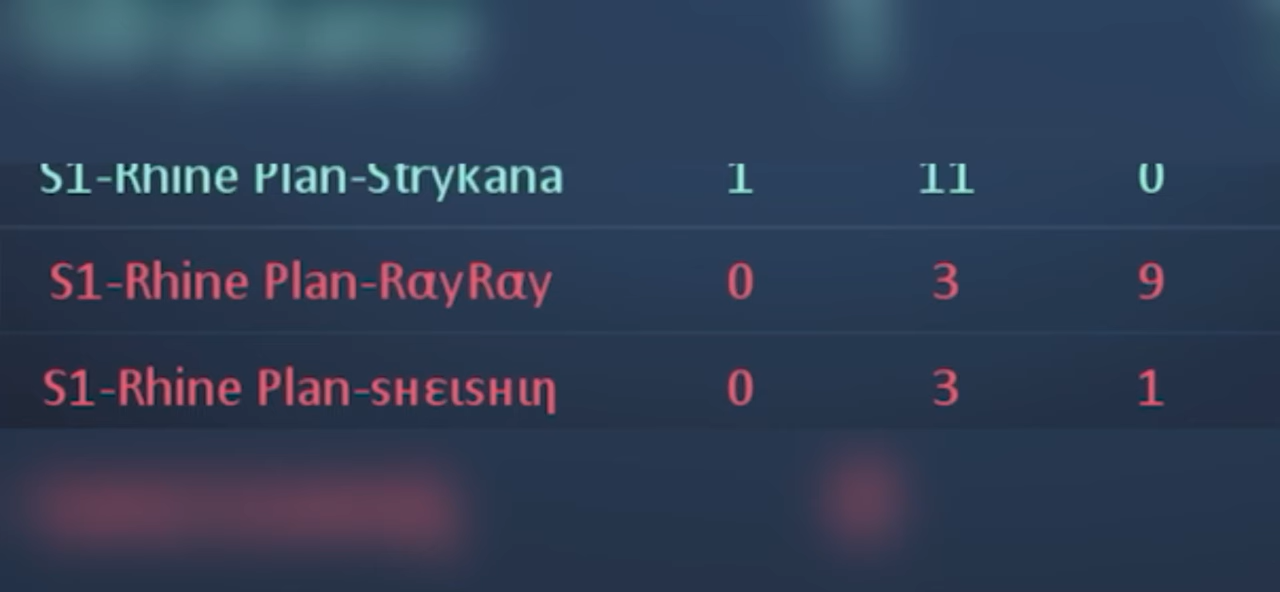 S1-Rhine Plan-Strykana 1 11 0
S1-Rhine Plan-RαyRαy 0 3 9
S1-Rhine Plan-ѕнειѕнιη 0 3 1